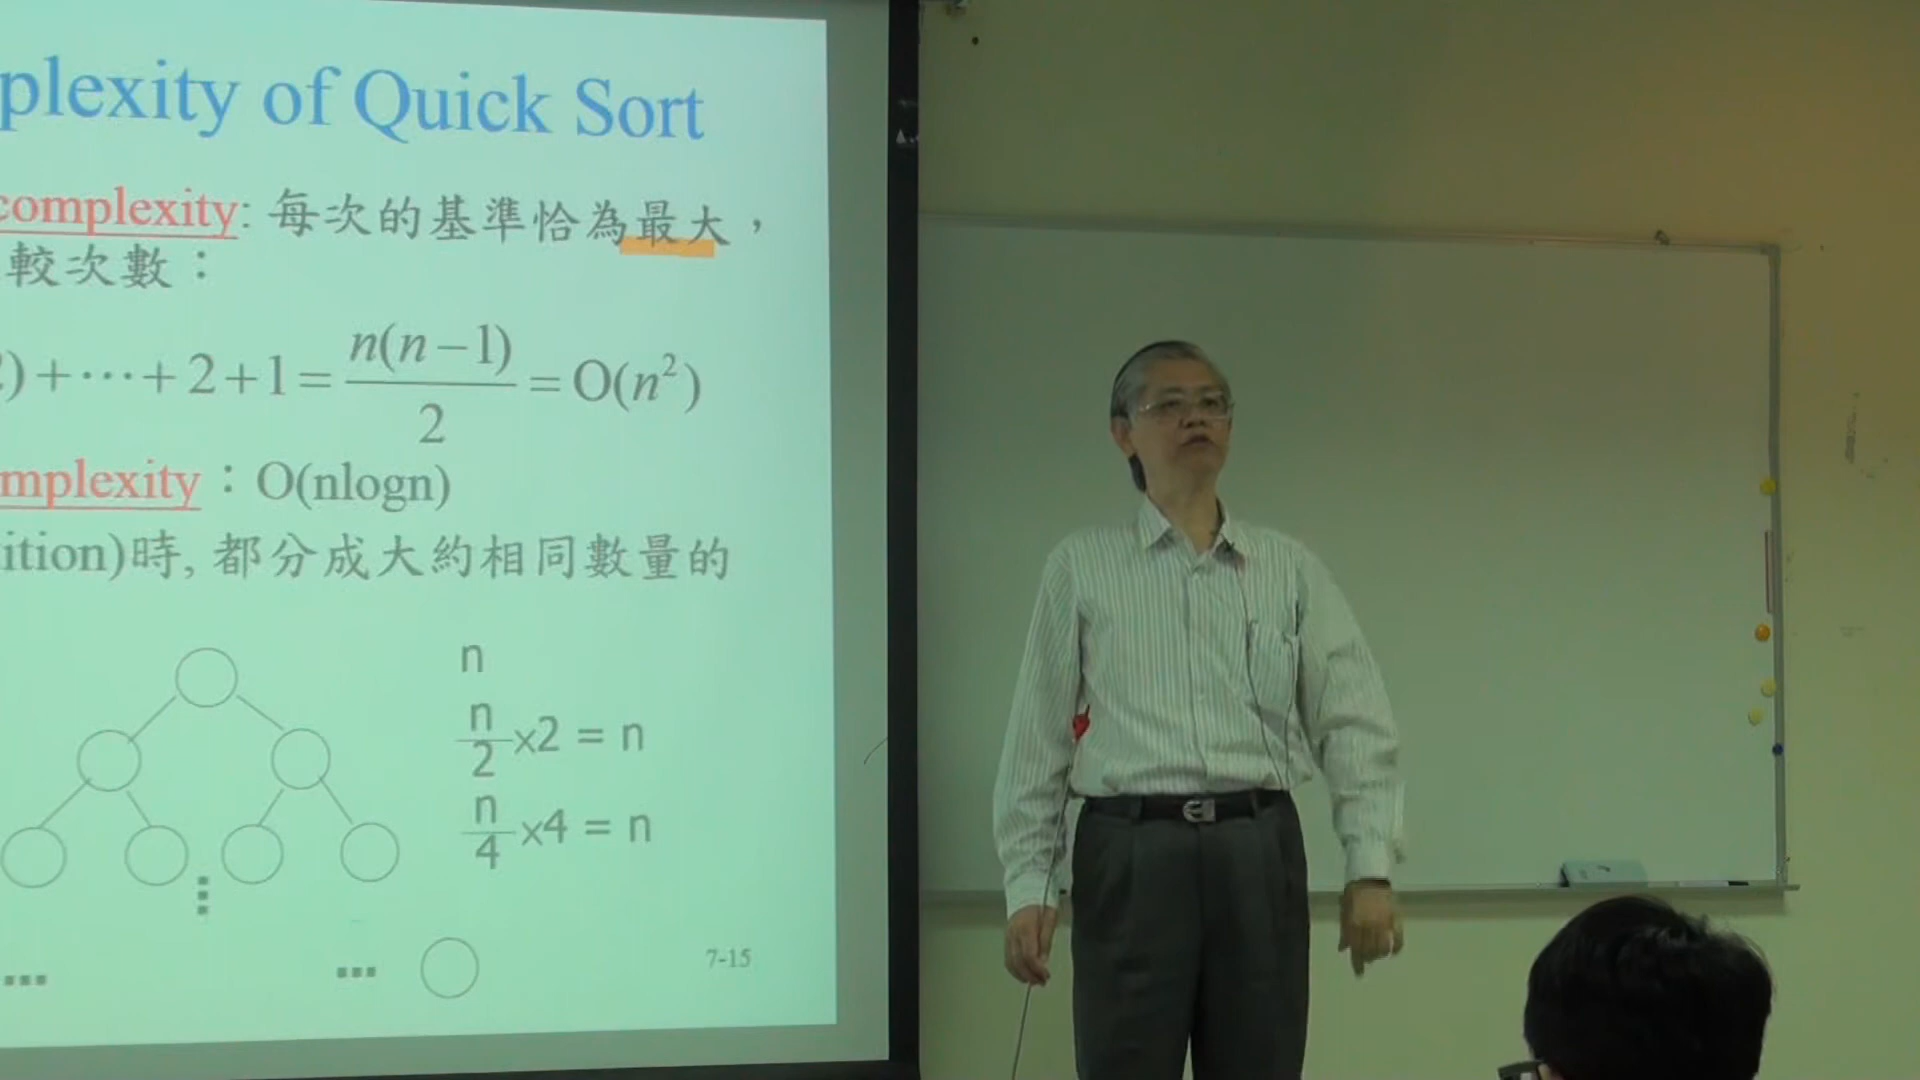 plexity of Quick Sort
complexity: 每次的基準恰為最大，
較次數：
)+⋯+2+1=n(n−1)/2=O(n²)
mplexity：O(nlogn)
ition)時, 都分成大約相同數量的
n
n/2×2 = n
n/4×4 = n
7-15